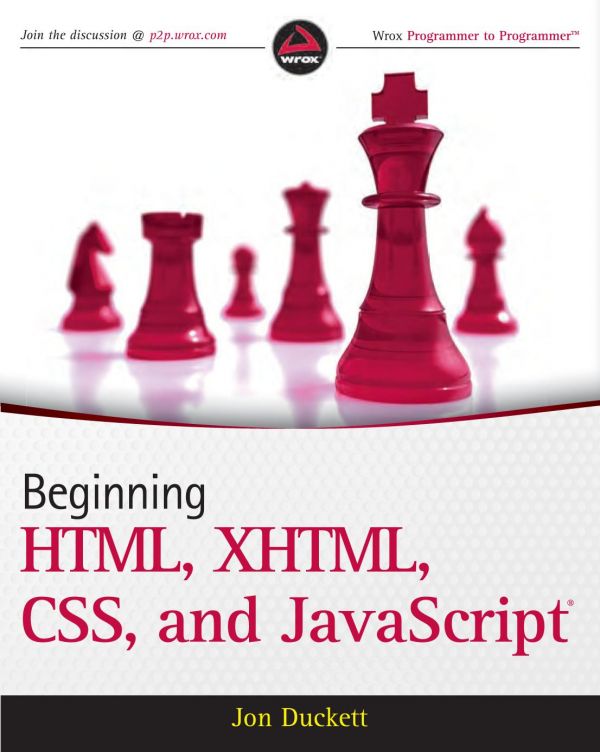 Join the discussion @ p2p.wrox.com
Wrox Programmer to Programmer™
wrox
Beginning
HTML, XHTML,
CSS, and JavaScript®
Jon Duckett